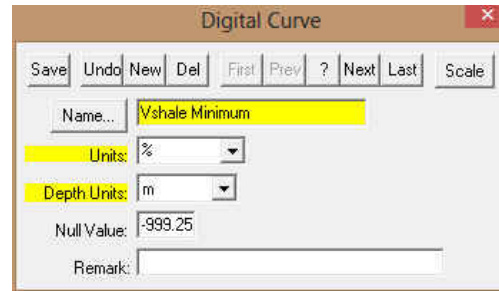 Digital Curve
Save Undo New Del First Prev ? Next Last Scale
Name... Vshale Minimum
Units: %
Depth Units: m
Null Value: -999.25
Remark: